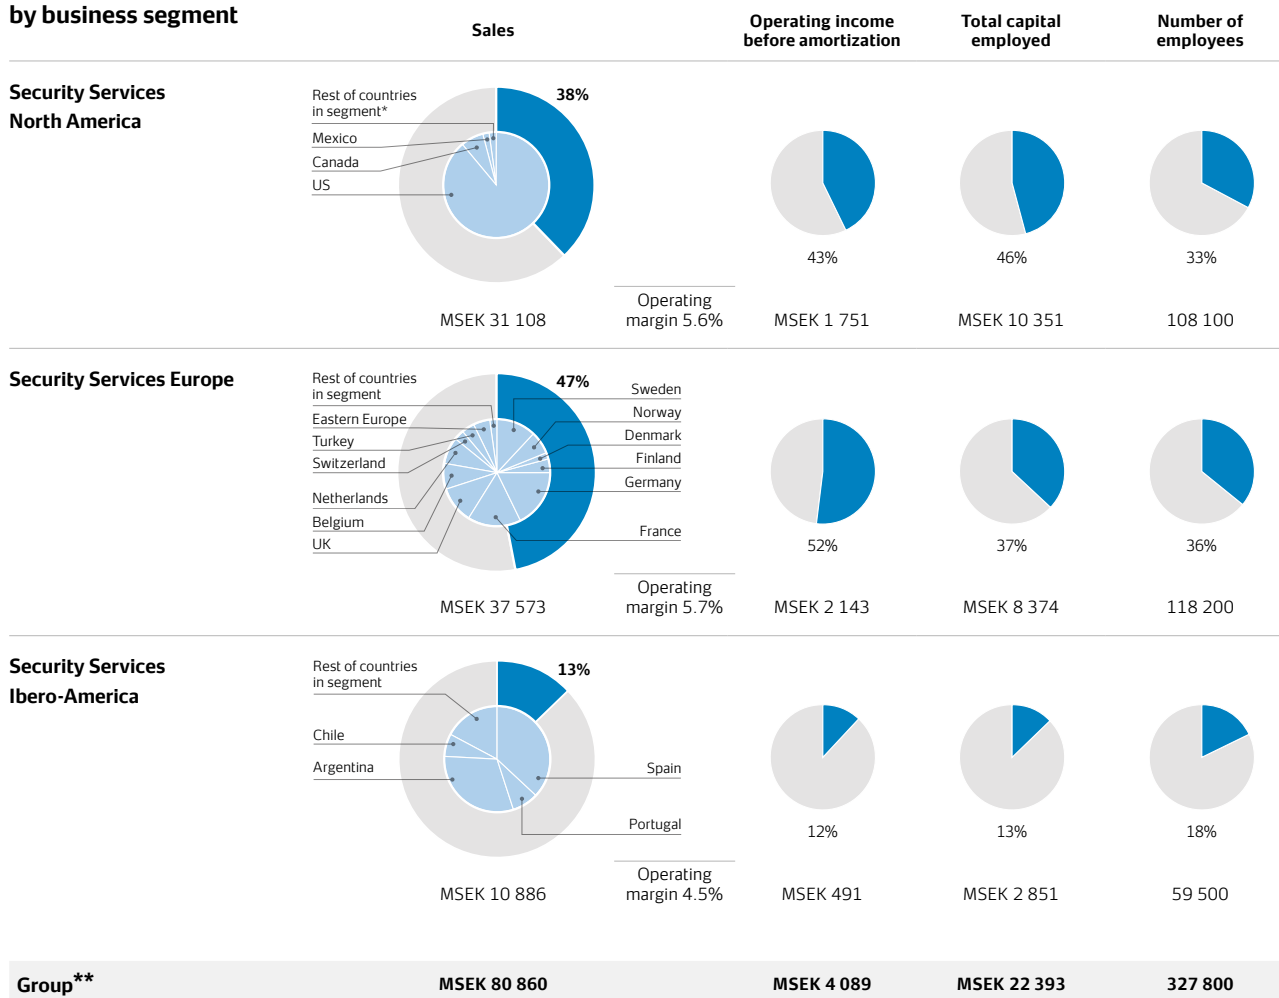 by business segment
Sales
Operating income
before amortization
Total capital
employed
Number of
employees
Security Services
North America
Rest of countries
in segment*
Mexico
Canada
US
38%
43%
46%
33%
MSEK 31 108
Operating
margin 5.6%
MSEK 1 751
MSEK 10 351
108 100
Security Services Europe
Rest of countries
in segment
Eastern Europe
Turkey
Switzerland
Netherlands
Belgium
UK
47%
Sweden
Norway
Denmark
Finland
Germany
France
52%
37%
36%
MSEK 37 573
Operating
margin 5.7%
MSEK 2 143
MSEK 8 374
118 200
Security Services
Ibero-America
Rest of countries
in segment
Chile
Argentina
13%
Spain
Portugal
12%
13%
18%
MSEK 10 886
Operating
margin 4.5%
MSEK 491
MSEK 2 851
59 500
Group** MSEK 80 860 MSEK 4 089 MSEK 22 393 327 800